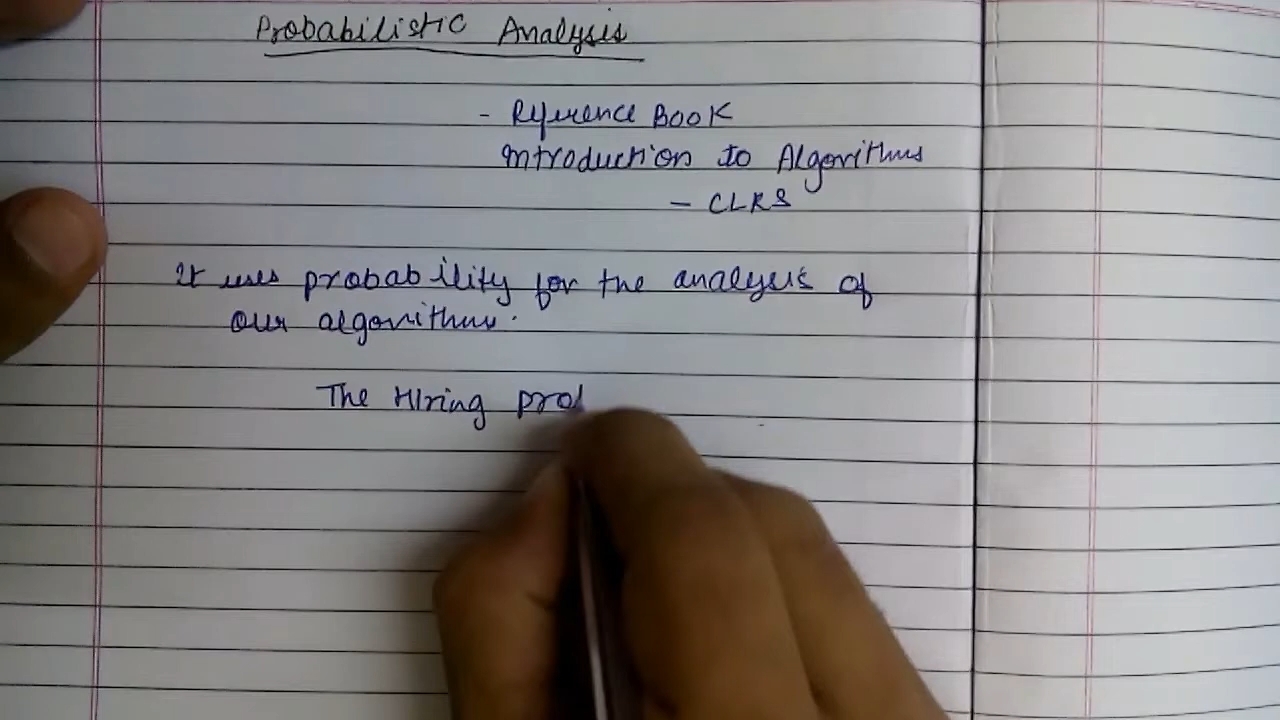 Probabilistic Analysis
- Reference Book
Introduction to Algorithms
- CLRS
It uses probability for the analysis of
our algorithms.
The Hiring prob